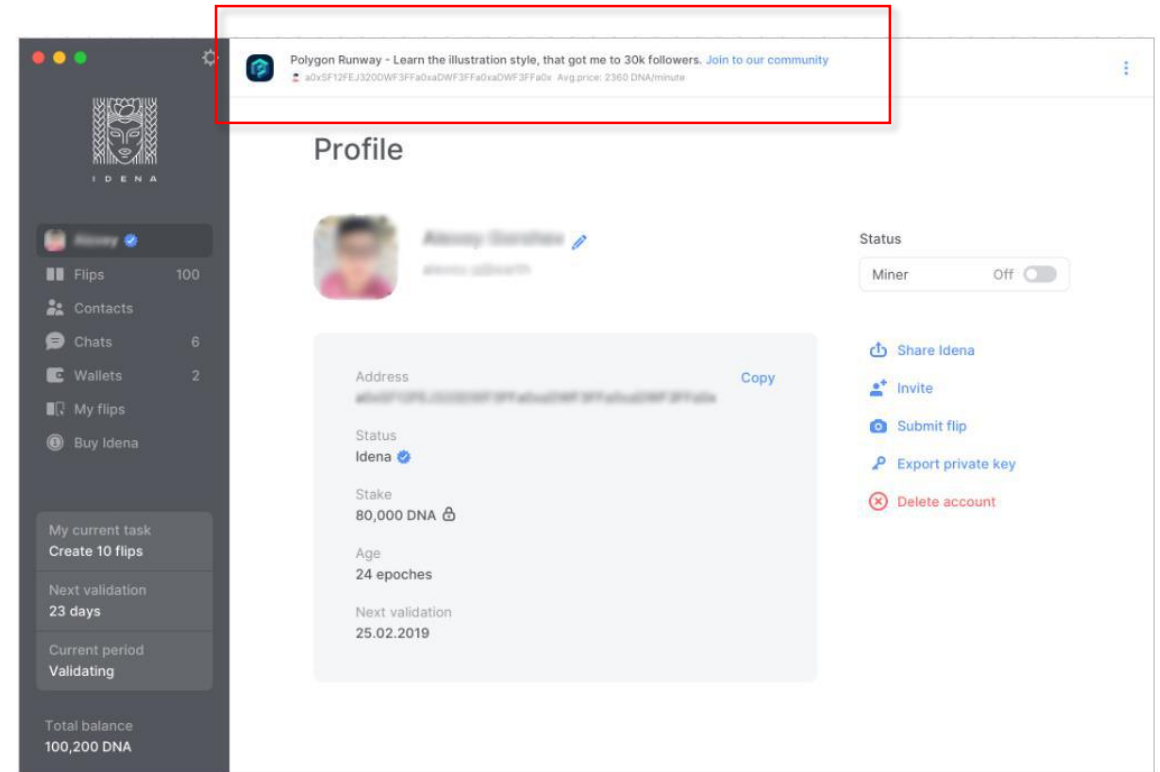 Polygon Runway - Learn the illustration style, that got me to 30k followers. Join to our community
a0xSF12FEJ320OWF3FFa0xaDWF3FFa0xaDWF3FFa0x Avg.price: 2360 DNA/minute
IDENA
Flips 100
Contacts
Chats 6
Wallets 2
My flips
Buy Idena
My current task
Create 10 flips
Next validation
23 days
Current period
Validating
Total balance
100,200 DNA
Profile
Address Copy
Status
Idena
Stake
80,000 DNA
Age
24 epoches
Next validation
25.02.2019
Status
Miner Off
Share Idena
Invite
Submit flip
Export private key
Delete account